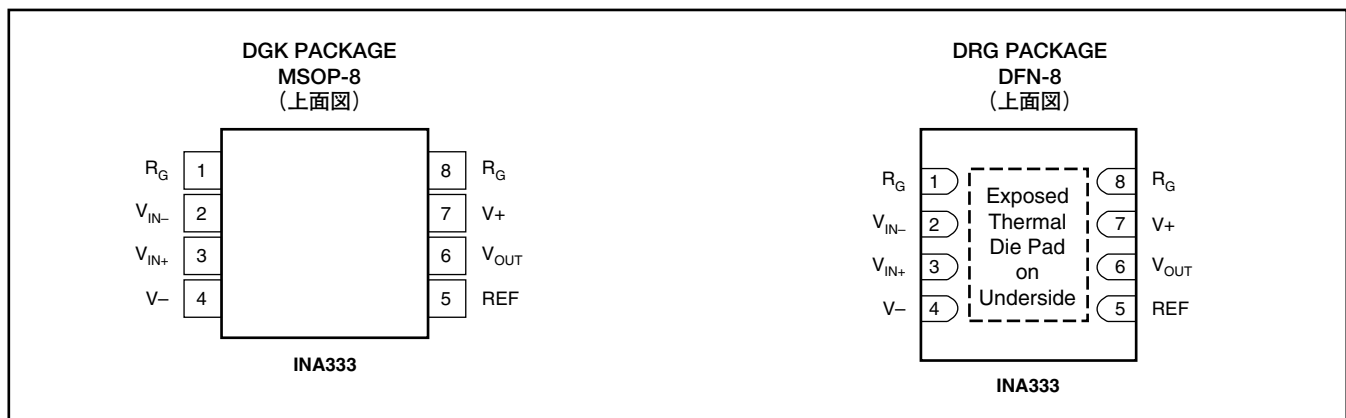 DGK PACKAGE
MSOP-8
（上面図）
R_G 1
V_IN– 2
V_IN+ 3
V– 4
8 R_G
7 V+
6 V_OUT
5 REF
INA333
DRG PACKAGE
DFN-8
（上面図）
R_G 1
V_IN– 2
V_IN+ 3
V– 4
Exposed
Thermal
Die Pad
on
Underside
8 R_G
7 V+
6 V_OUT
5 REF
INA333